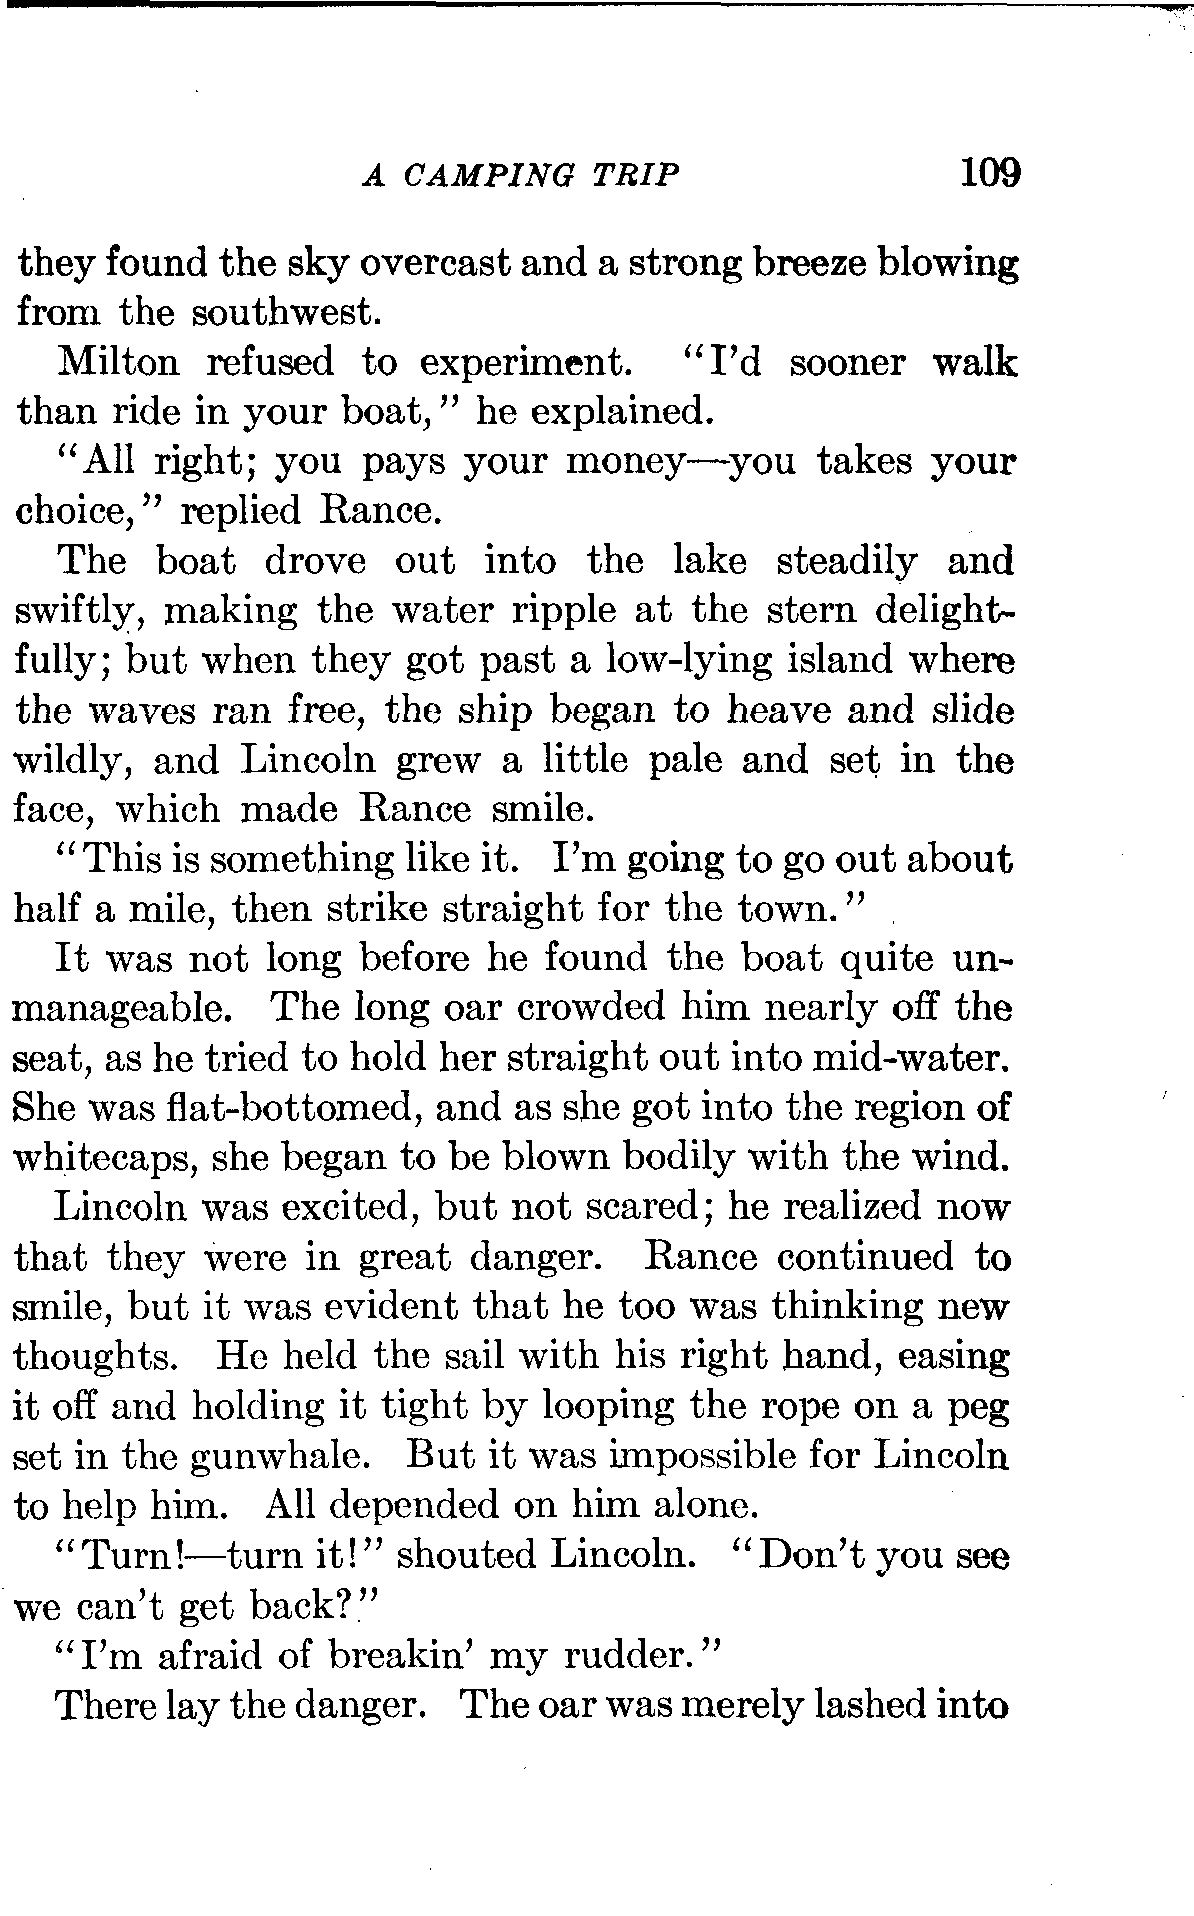 A CAMPING TRIP 109
they found the sky overcast and a strong breeze blowing
from the southwest.
Milton refused to experiment. "I'd sooner walk
than ride in your boat," he explained.
"All right; you pays your money—you takes your
choice," replied Rance.
The boat drove out into the lake steadily and
swiftly, making the water ripple at the stern delight-
fully; but when they got past a low-lying island where
the waves ran free, the ship began to heave and slide
wildly, and Lincoln grew a little pale and set in the
face, which made Rance smile.
"This is something like it. I'm going to go out about
half a mile, then strike straight for the town."
It was not long before he found the boat quite un-
manageable. The long oar crowded him nearly off the
seat, as he tried to hold her straight out into mid-water.
She was flat-bottomed, and as she got into the region of
whitecaps, she began to be blown bodily with the wind.
Lincoln was excited, but not scared; he realized now
that they were in great danger. Rance continued to
smile, but it was evident that he too was thinking new
thoughts. He held the sail with his right hand, easing
it off and holding it tight by looping the rope on a peg
set in the gunwhale. But it was impossible for Lincoln
to help him. All depended on him alone.
"Turn!—turn it!" shouted Lincoln. "Don't you see
we can't get back?"
"I'm afraid of breakin' my rudder."
There lay the danger. The oar was merely lashed into